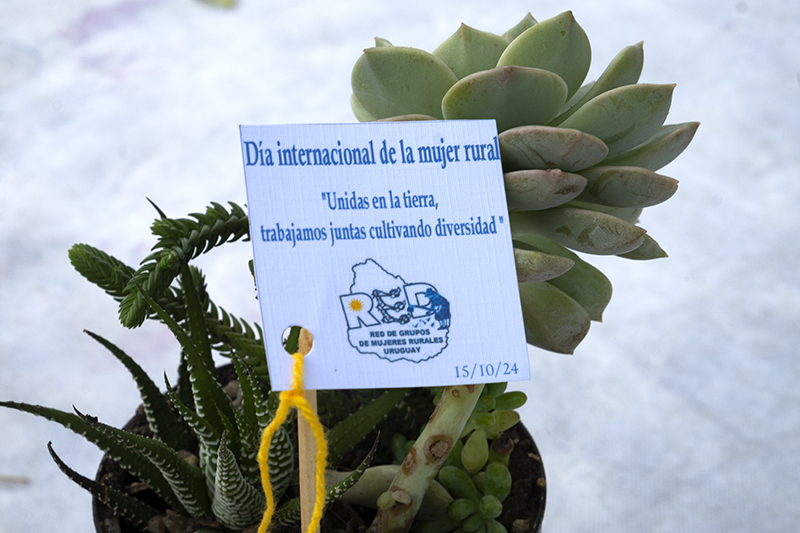 Día internacional de la mujer rural
"Unidas en la tierra,
trabajamos juntas cultivando diversidad "
RED
RED DE GRUPOS
DE MUJERES RURALES
URUGUAY
15/10/24